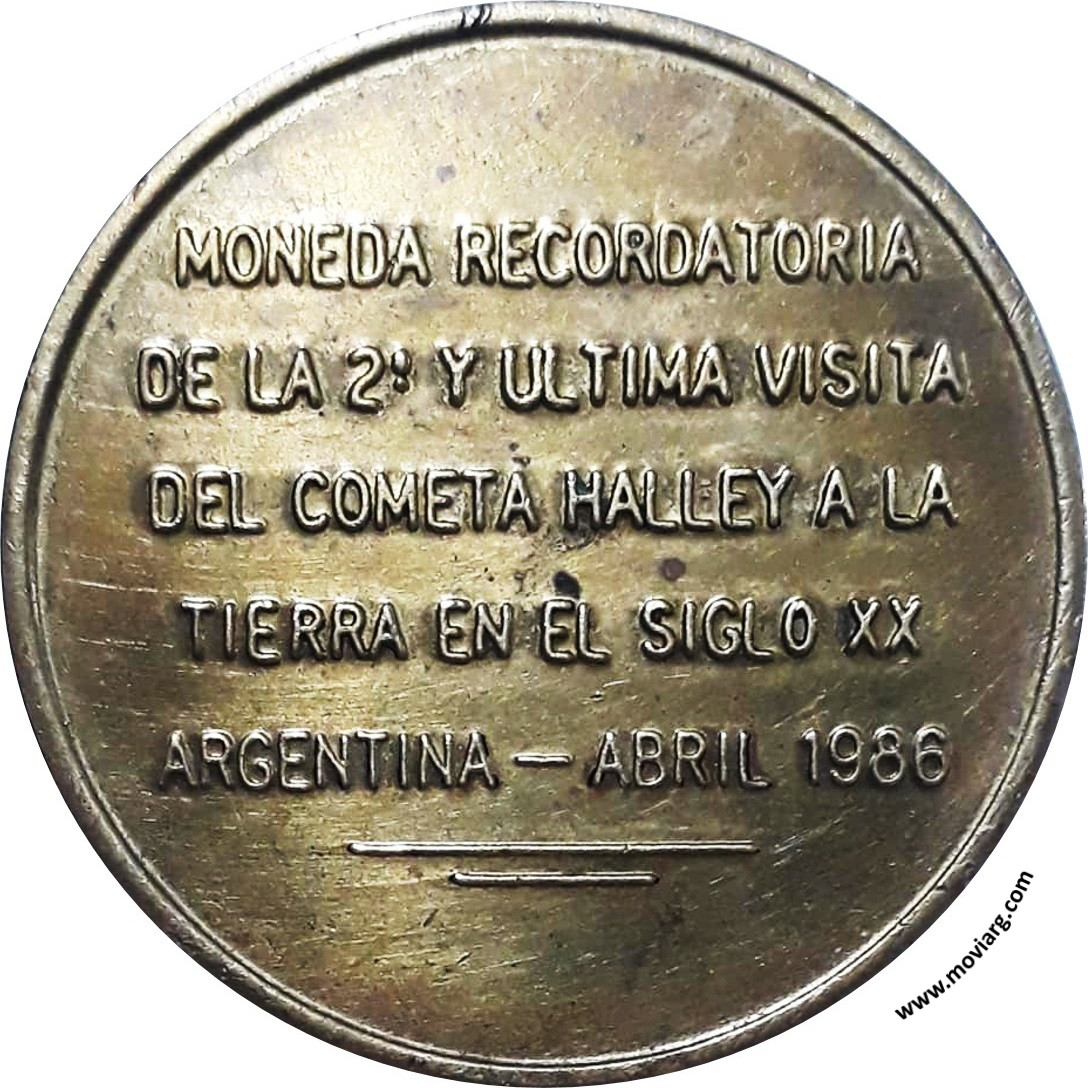 MONEDA RECORDATORIA
DE LA 2ª Y ULTIMA VISITA
DEL COMETA HALLEY A LA
TIERRA EN EL SIGLO XX
ARGENTINA — ABRIL 1986
www.moviarg.com